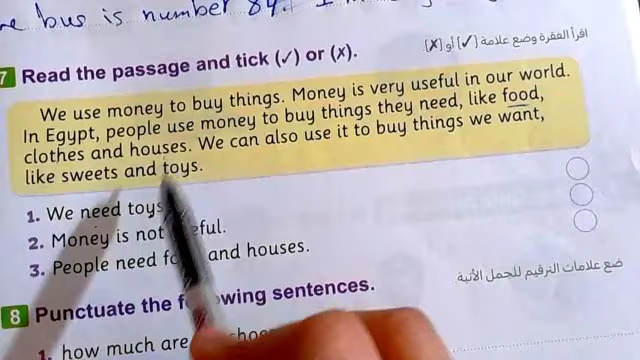 bus is number 84.
7 Read the passage and tick (✓) or (✗).
اقرأ الفقرة وضع علامة [✓] أو [✗]
We use money to buy things. Money is very useful in our world.
In Egypt, people use money to buy things they need, like food,
clothes and houses. We can also use it to buy things we want,
like sweets and toys.
1. We need toys
2. Money is not eful.
3. People need fo and houses.
ضع علامات الترقيم للجمل الآتية
8 Punctuate the f wing sentences.
1. how much are